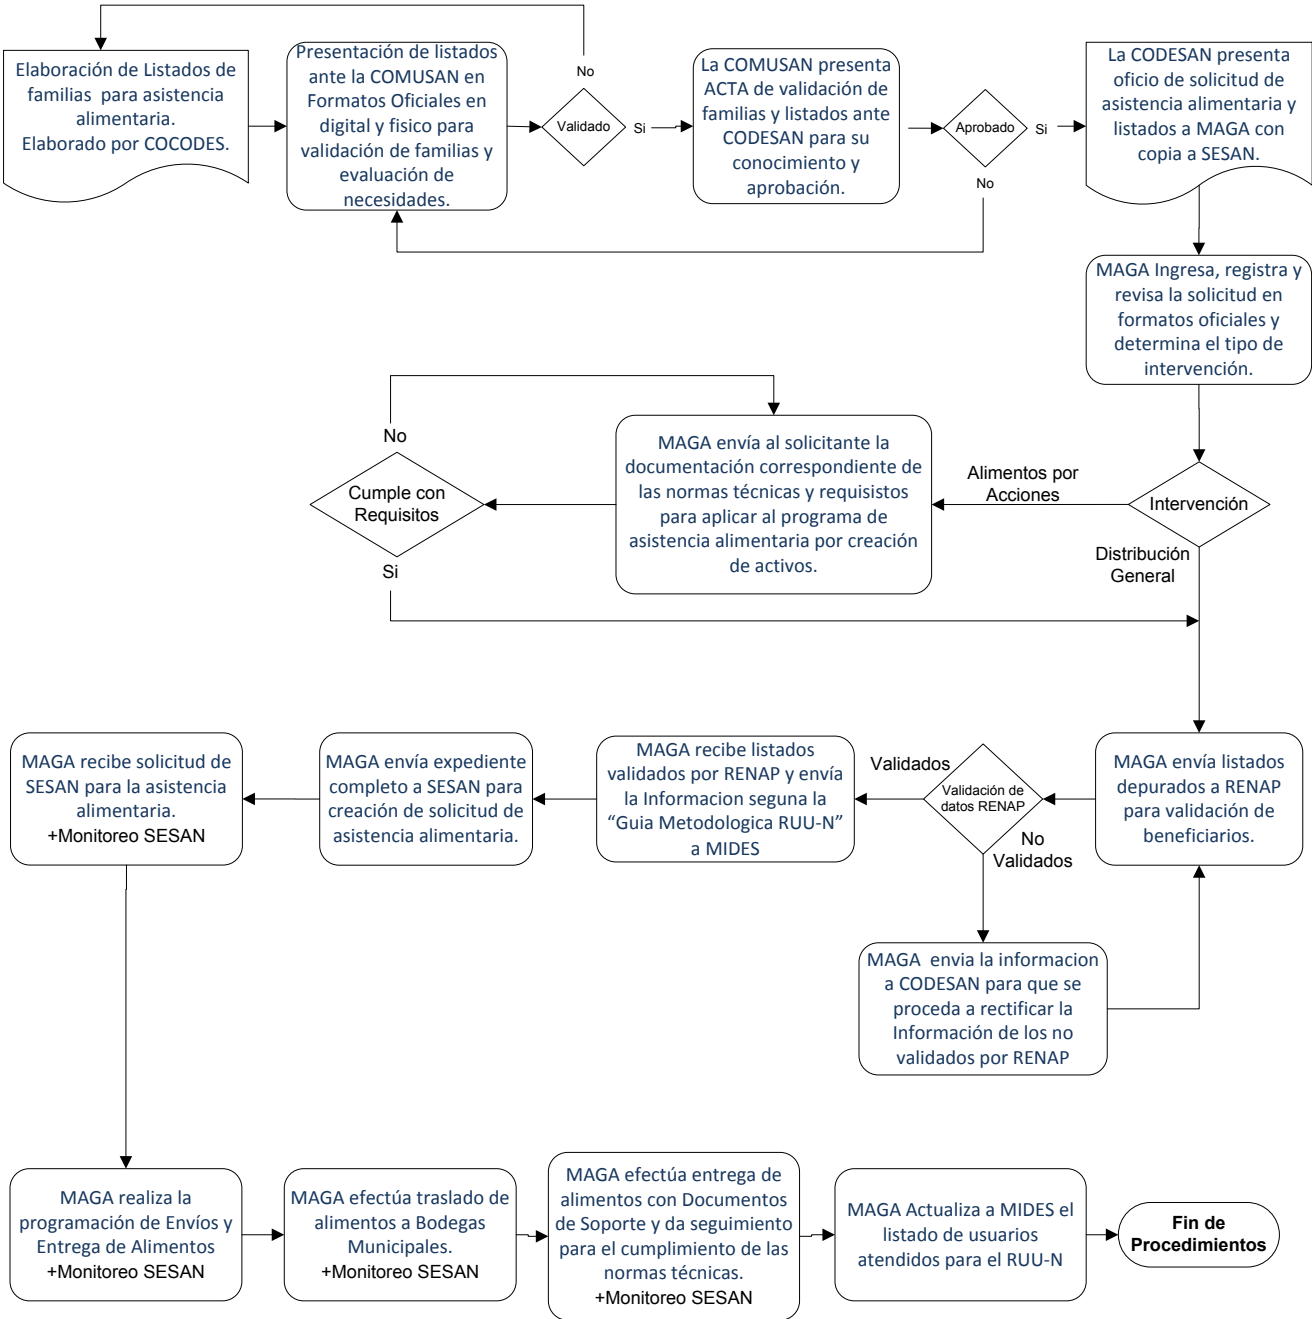 Elaboración de Listados de
familias para asistencia
alimentaria.
Elaborado por COCODES.
Presentación de listados
ante la COMUSAN en
Formatos Oficiales en
digital y fisico para
validación de familias y
evaluación de
necesidades.
No
Validado
Si
La COMUSAN presenta
ACTA de validación de
familias y listados ante
CODESAN para su
conocimiento y
aprobación.
Aprobado
Si
No
La CODESAN presenta
oficio de solicitud de
asistencia alimentaria y
listados a MAGA con
copia a SESAN.
MAGA Ingresa, registra y
revisa la solicitud en
formatos oficiales y
determina el tipo de
intervención.
Intervención
Alimentos por
Acciones
Distribución
General
MAGA envía al solicitante la
documentación correspondiente de
las normas técnicas y requisistos
para aplicar al programa de
asistencia alimentaria por creación
de activos.
No
Cumple con
Requisitos
Si
MAGA envía listados
depurados a RENAP
para validación de
beneficiarios.
Validación de
datos RENAP
Validados
No
Validados
MAGA envia la informacion
a CODESAN para que se
proceda a rectificar la
Información de los no
validados por RENAP
MAGA recibe listados
validados por RENAP y envía
la Informacion seguna la
“Guia Metodologica RUU-N”
a MIDES
MAGA envía expediente
completo a SESAN para
creación de solicitud de
asistencia alimentaria.
MAGA recibe solicitud de
SESAN para la asistencia
alimentaria.
+Monitoreo SESAN
MAGA realiza la
programación de Envíos y
Entrega de Alimentos
+Monitoreo SESAN
MAGA efectúa traslado de
alimentos a Bodegas
Municipales.
+Monitoreo SESAN
MAGA efectúa entrega de
alimentos con Documentos
de Soporte y da seguimiento
para el cumplimiento de las
normas técnicas.
+Monitoreo SESAN
MAGA Actualiza a MIDES el
listado de usuarios
atendidos para el RUU-N
Fin de
Procedimientos